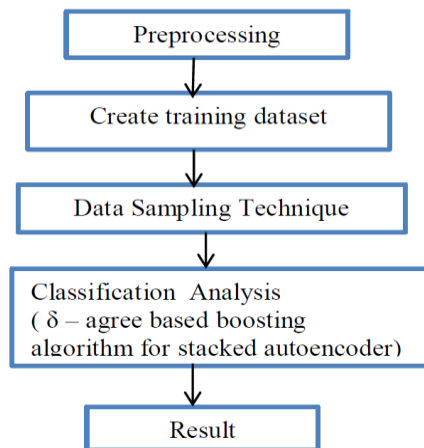 Preprocessing
Create training dataset
Data Sampling Technique
Classification Analysis
( δ – agree based boosting
algorithm for stacked autoencoder)
Result